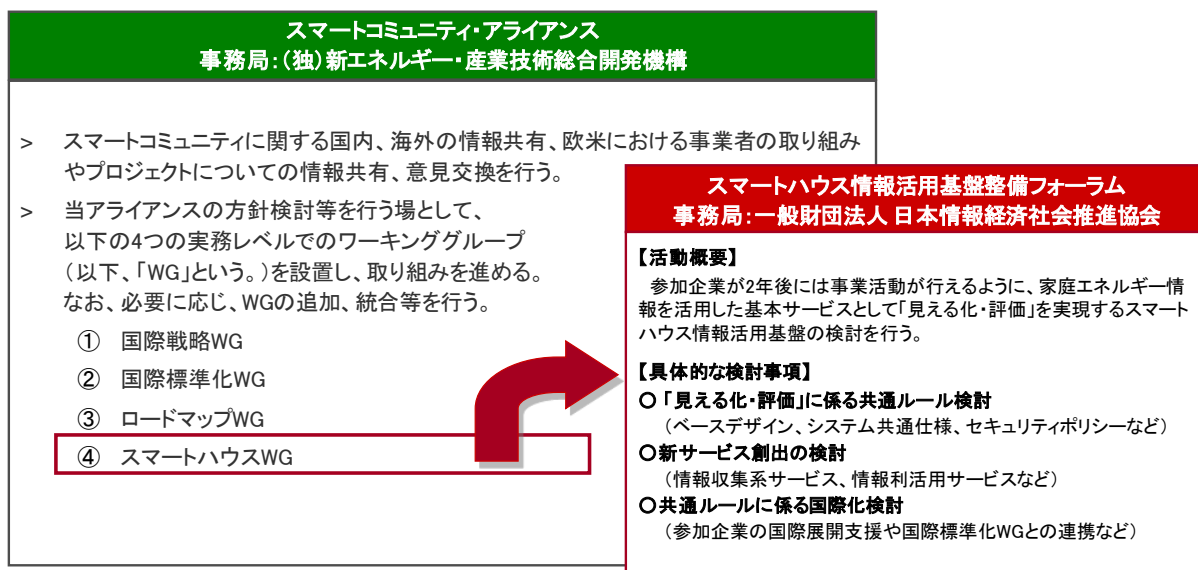 スマートコミュニティ・アライアンス
事務局:(独)新エネルギー・産業技術総合開発機構
> スマートコミュニティに関する国内、海外の情報共有、欧米における事業者の取り組み
やプロジェクトについての情報共有、意見交換を行う。
> 当アライアンスの方針検討等を行う場として、
以下の4つの実務レベルでのワーキンググループ
(以下、「WG」という。)を設置し、取り組みを進める。
なお、必要に応じ、WGの追加、統合等を行う。
① 国際戦略WG
② 国際標準化WG
③ ロードマップWG
④ スマートハウスWG
スマートハウス情報活用基盤整備フォーラム
事務局:一般財団法人 日本情報経済社会推進協会
【活動概要】
参加企業が2年後には事業活動が行えるように、家庭エネルギー情
報を活用した基本サービスとして「見える化・評価」を実現するスマート
ハウス情報活用基盤の検討を行う。
【具体的な検討事項】
○「見える化・評価」に係る共通ルール検討
(ベースデザイン、システム共通仕様、セキュリティポリシーなど)
○新サービス創出の検討
(情報収集系サービス、情報利活用サービスなど)
○共通ルールに係る国際化検討
(参加企業の国際展開支援や国際標準化WGとの連携など)